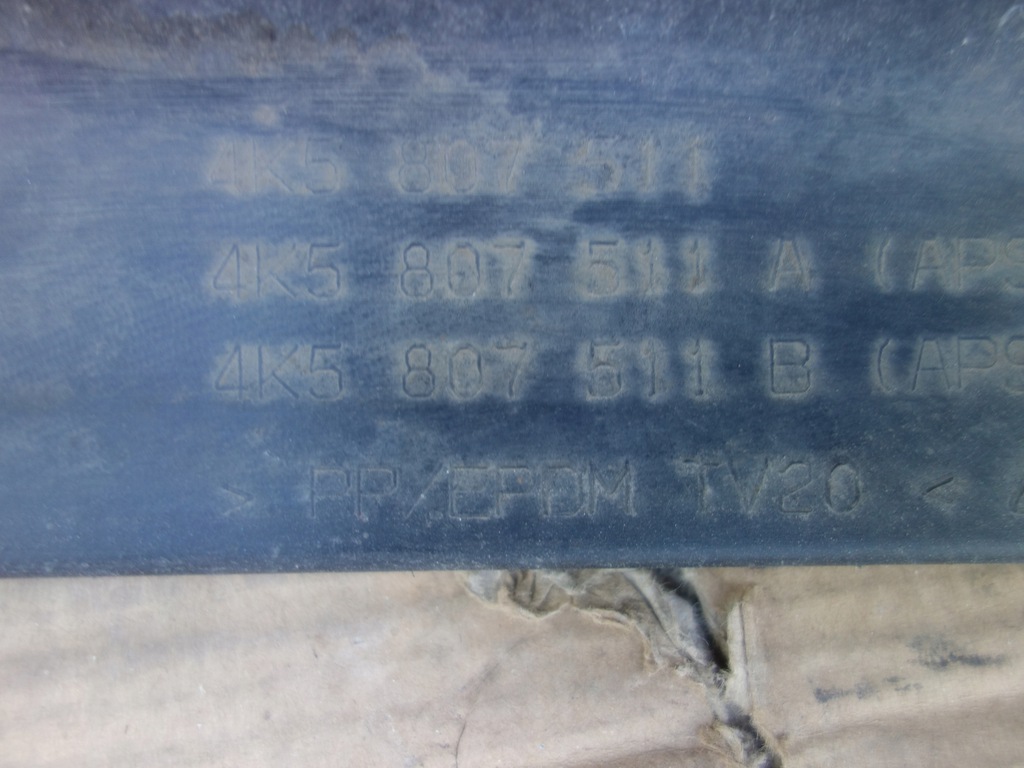 4K5 807 511
4K5 807 511 A (APS
4K5 807 511 B (APS
> PP/EPDM TV20 <